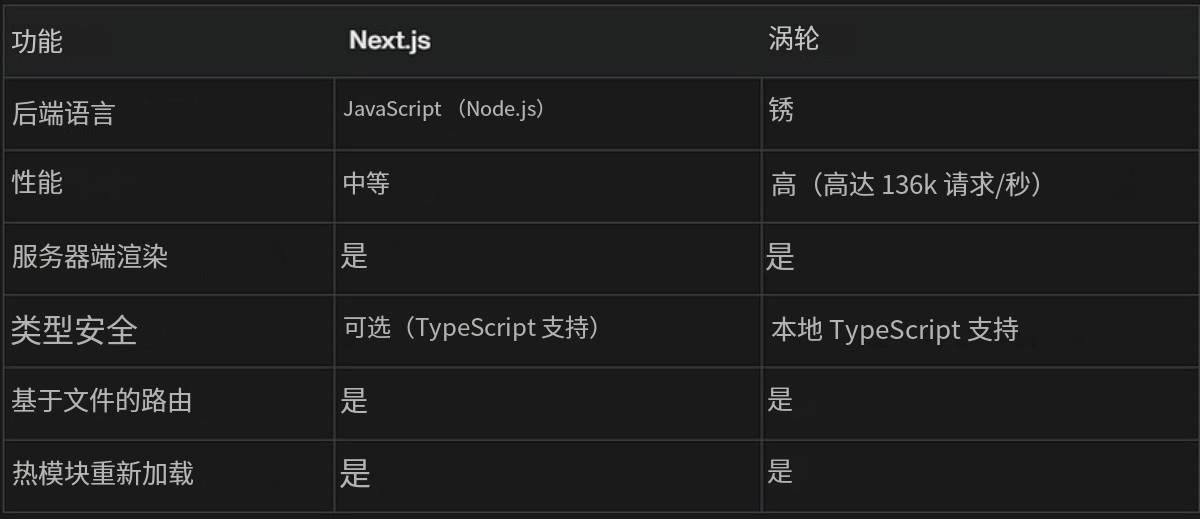 功能 Next.js 涡轮
后端语言 JavaScript （Node.js） 锈
性能 中等 高（高达 136k 请求/秒）
服务器端渲染 是 是
类型安全 可选（TypeScript 支持） 本地 TypeScript 支持
基于文件的路由 是 是
热模块重新加载 是 是